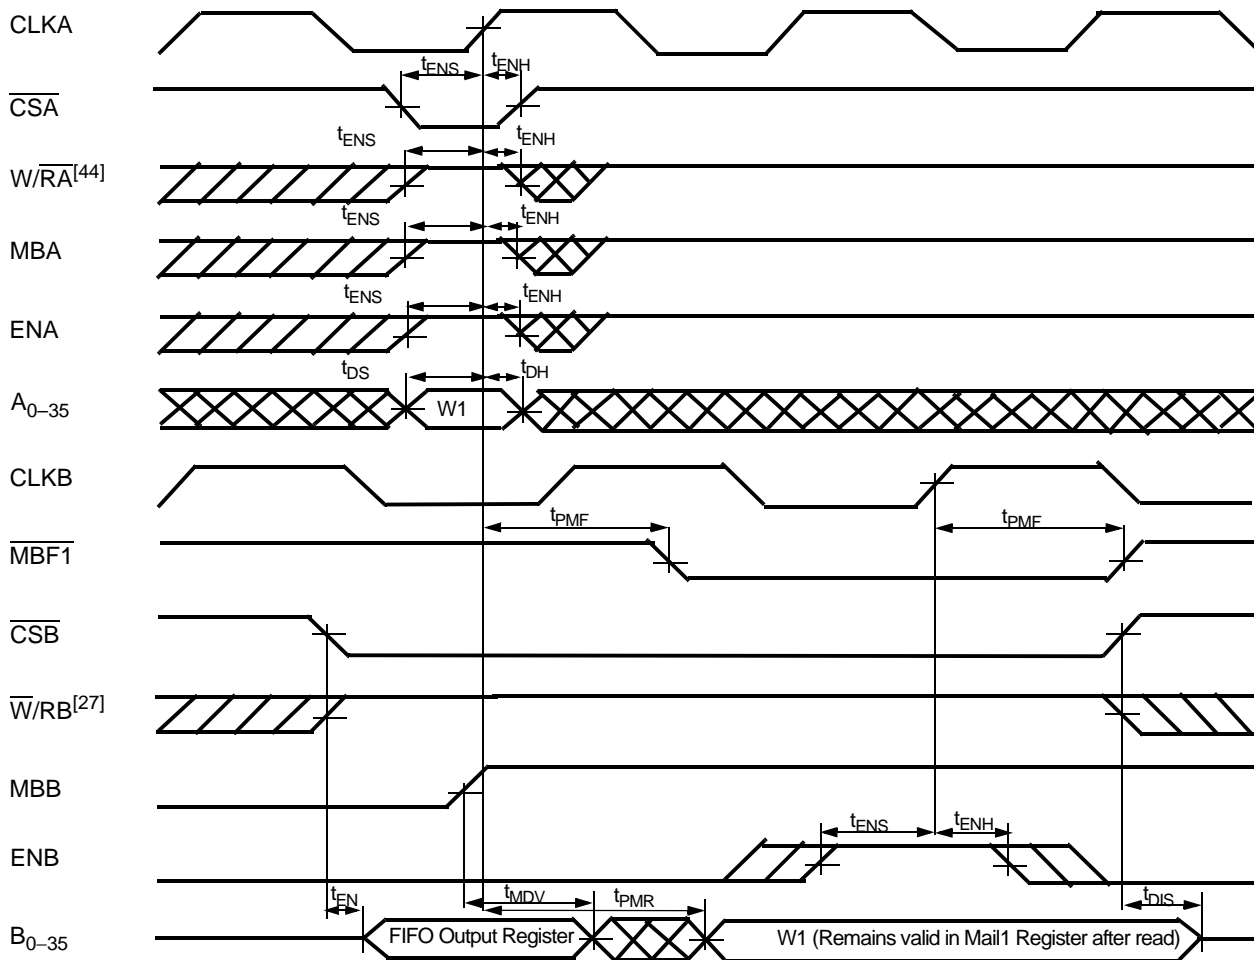 CLKA
tENS tENH
CSA
tENS tENH
W/RA[44]
tENS tENH
MBA
tENS tENH
ENA
tDS tDH
A0–35 W1
CLKB
tPMF tPMF
MBF1
CSB
W/RB[27]
MBB
tENS tENH
ENB
tEN tMDV tPMR tDIS
B0–35 FIFO Output Register W1 (Remains valid in Mail1 Register after read)